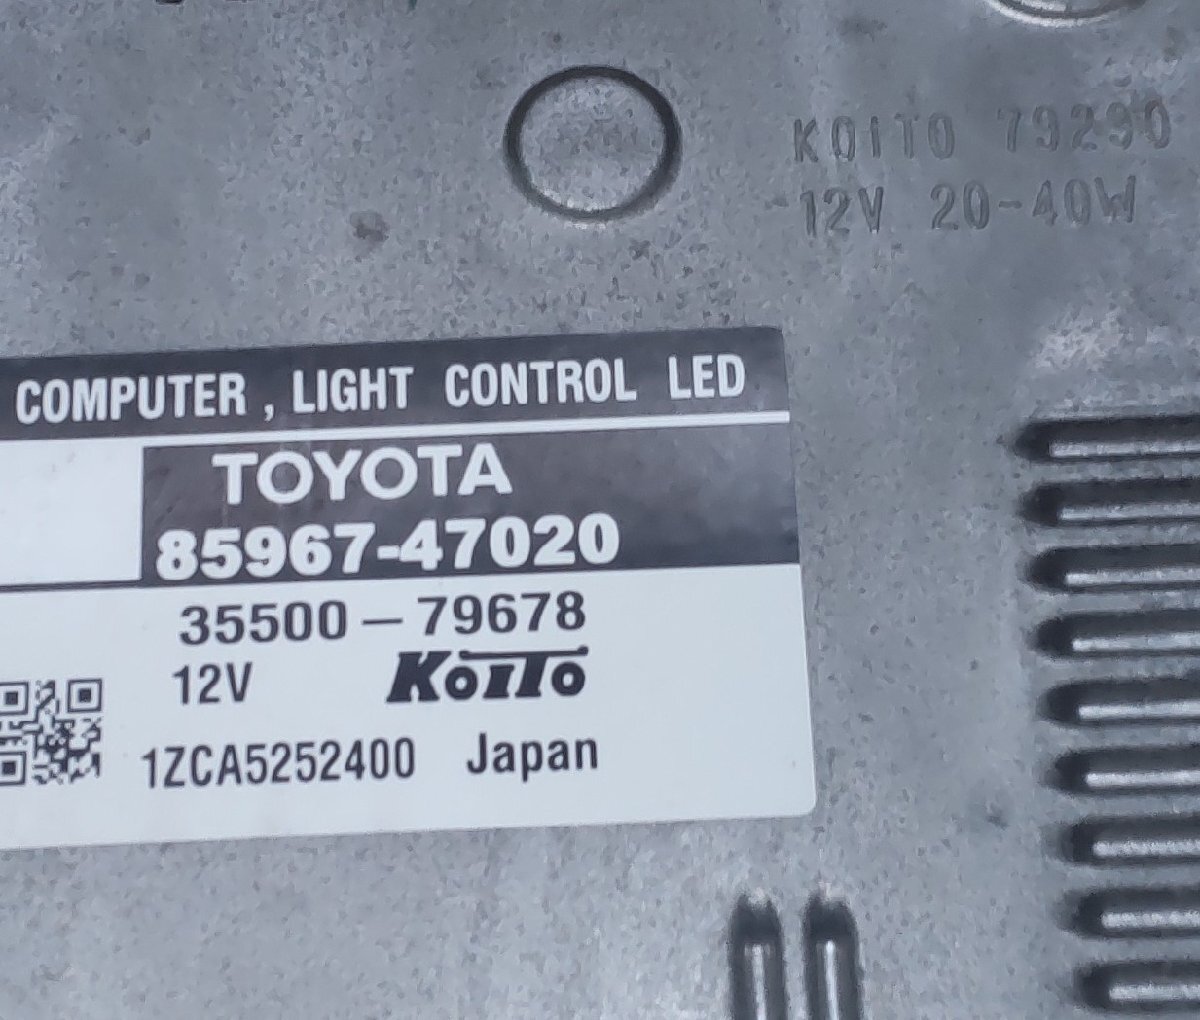 KOITO 79290
12V 20-40W
COMPUTER , LIGHT CONTROL LED
TOYOTA
85967-47020
35500-79678
12V KOITO
1ZCA5252400 Japan